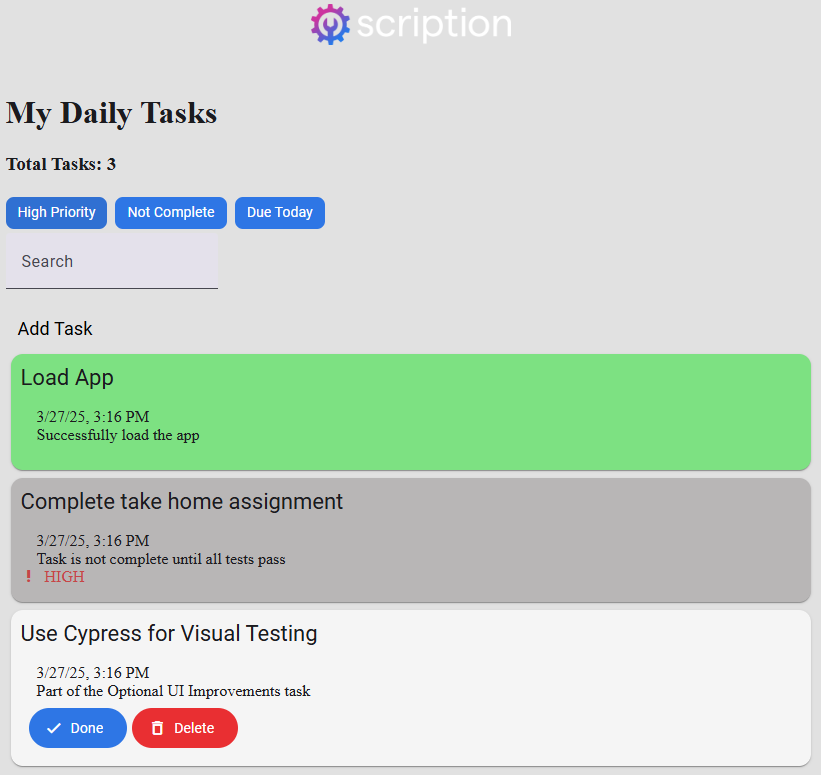 scription
My Daily Tasks
Total Tasks: 3
High Priority Not Complete Due Today
Search
Add Task
Load App
3/27/25, 3:16 PM
Successfully load the app
Complete take home assignment
3/27/25, 3:16 PM
Task is not complete until all tests pass
! HIGH
Use Cypress for Visual Testing
3/27/25, 3:16 PM
Part of the Optional UI Improvements task
Done Delete